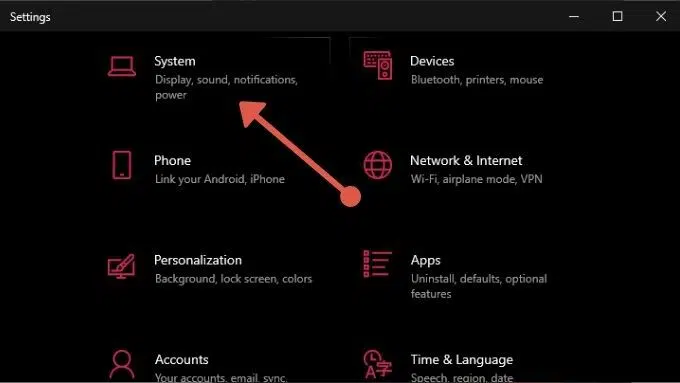 Settings
System
Display, sound, notifications,
power
Devices
Bluetooth, printers, mouse
Phone
Link your Android, iPhone
Network & Internet
Wi-Fi, airplane mode, VPN
Personalization
Background, lock screen, colors
Apps
Uninstall, defaults, optional
features
Accounts
Your accounts, email, sync,
Time & Language
Speech, region, date